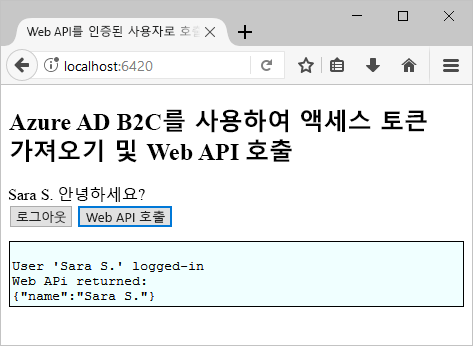 Web API를 인증된 사용자로 호출
localhost:6420
Azure AD B2C를 사용하여 액세스 토큰
가져오기 및 Web API 호출
Sara S. 안녕하세요?
로그아웃 Web API 호출
User 'Sara S.' logged-in
Web APi returned:
{"name":"Sara S."}